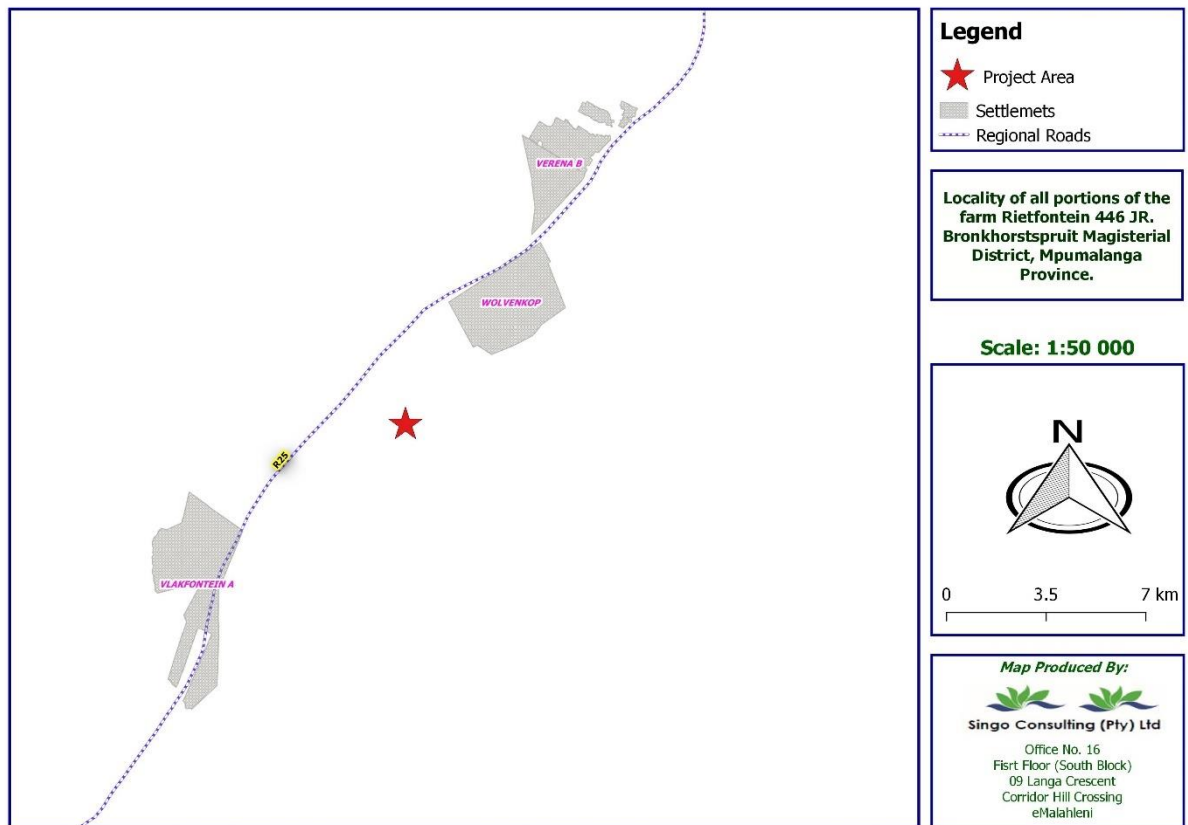 VERENA B
WOLVENKOP
R25
VLAKFONTEIN A
Legend
Project Area
Settlemets
Regional Roads
Locality of all portions of the
farm Rietfontein 446 JR.
Bronkhorstspruit Magisterial
District, Mpumalanga
Province.
Scale: 1:50 000
N
0 3.5 7 km
Map Produced By:
Singo Consulting (Pty) Ltd
Office No. 16
Fisrt Floor (South Block)
09 Langa Crescent
Corridor Hill Crossing
eMalahleni